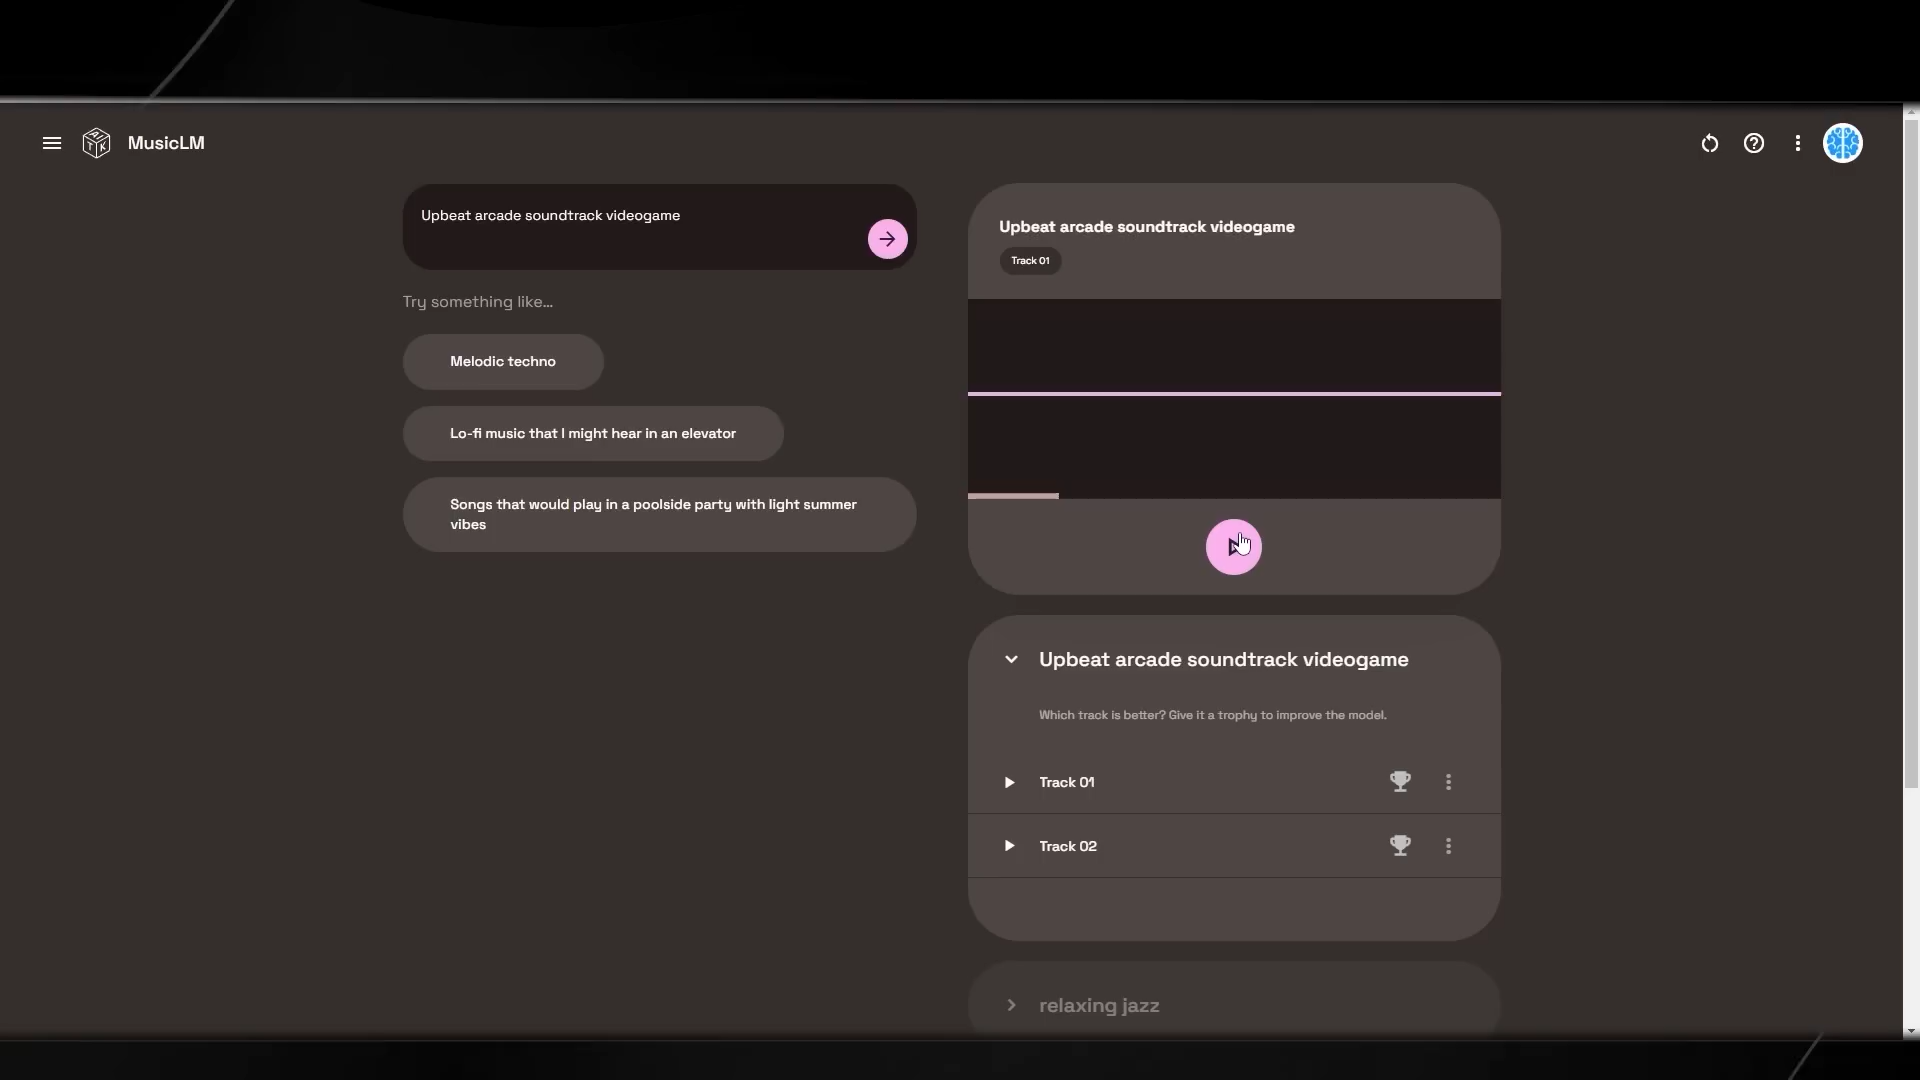 MusicLM
Upbeat arcade soundtrack videogame
Try something like...
Melodic techno
Lo-fi music that I might hear in an elevator
Songs that would play in a poolside party with light summer
vibes
Upbeat arcade soundtrack videogame
Track 01
Upbeat arcade soundtrack videogame
Which track is better? Give it a trophy to improve the model.
Track 01
Track 02
relaxing jazz